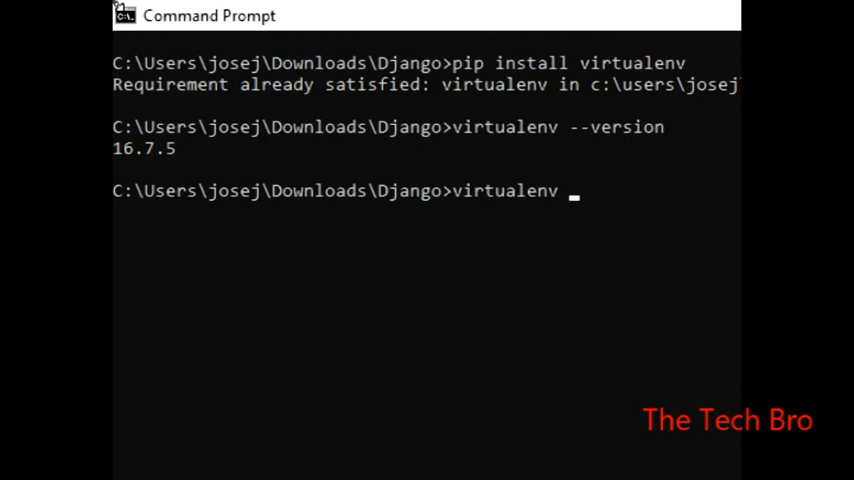 Command Prompt
C:\Users\josej\Downloads\Django>pip install virtualenv
Requirement already satisfied: virtualenv in c:\users\josej\
C:\Users\josej\Downloads\Django>virtualenv --version
16.7.5
C:\Users\josej\Downloads\Django>virtualenv
The Tech Bro